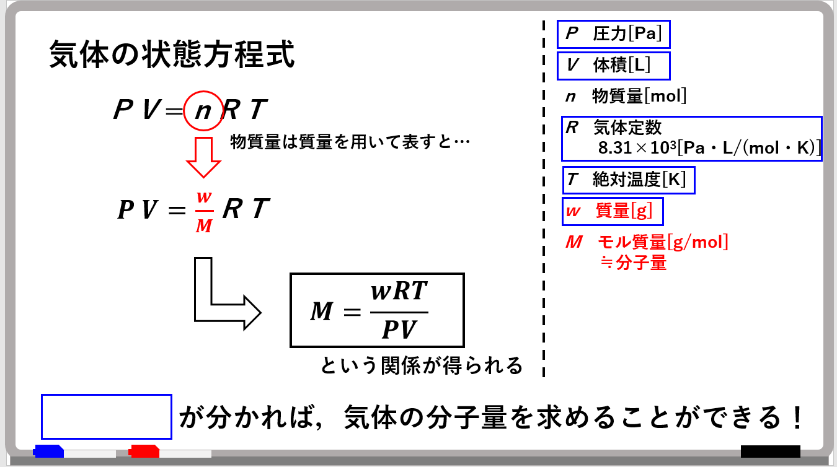 気体の状態方程式
PV=nRT
物質量は質量を用いて表すと…
PV = w/M RT
M = wRT/PV
という関係が得られる
P 圧力[Pa]
V 体積[L]
n 物質量[mol]
R 気体定数
8.31×10³[Pa・L/(mol・K)]
T 絶対温度[K]
w 質量[g]
M モル質量[g/mol]
≒分子量
が分かれば，気体の分子量を求めることができる！